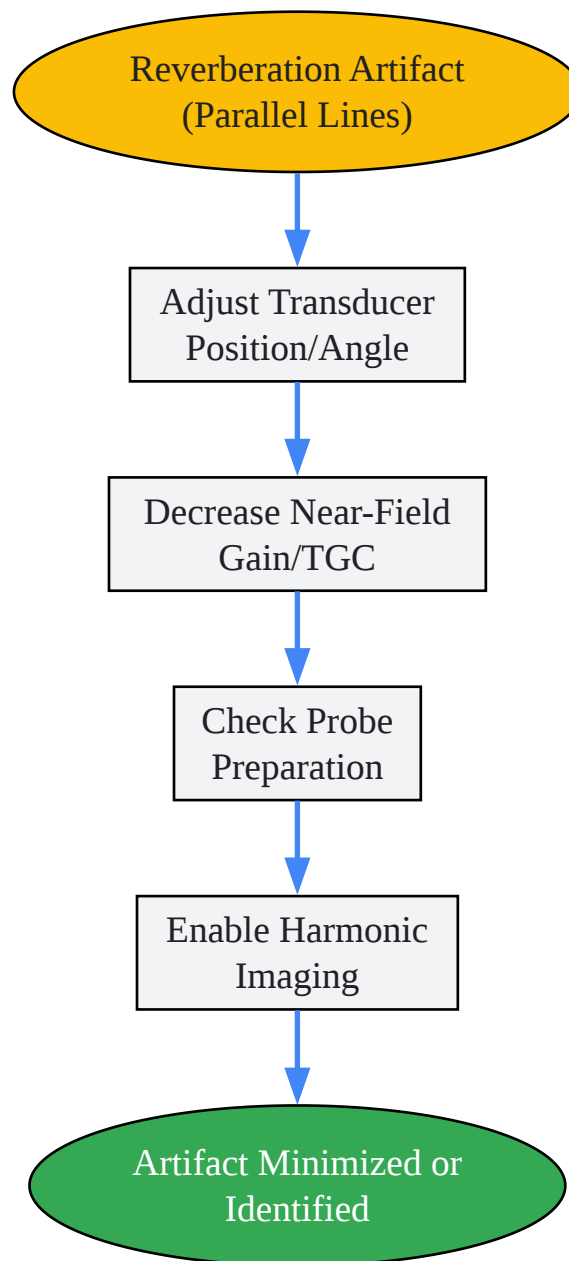 Reverberation Artifact
(Parallel Lines)
Adjust Transducer
Position/Angle
Decrease Near-Field
Gain/TGC
Check Probe
Preparation
Enable Harmonic
Imaging
Artifact Minimized or
Identified